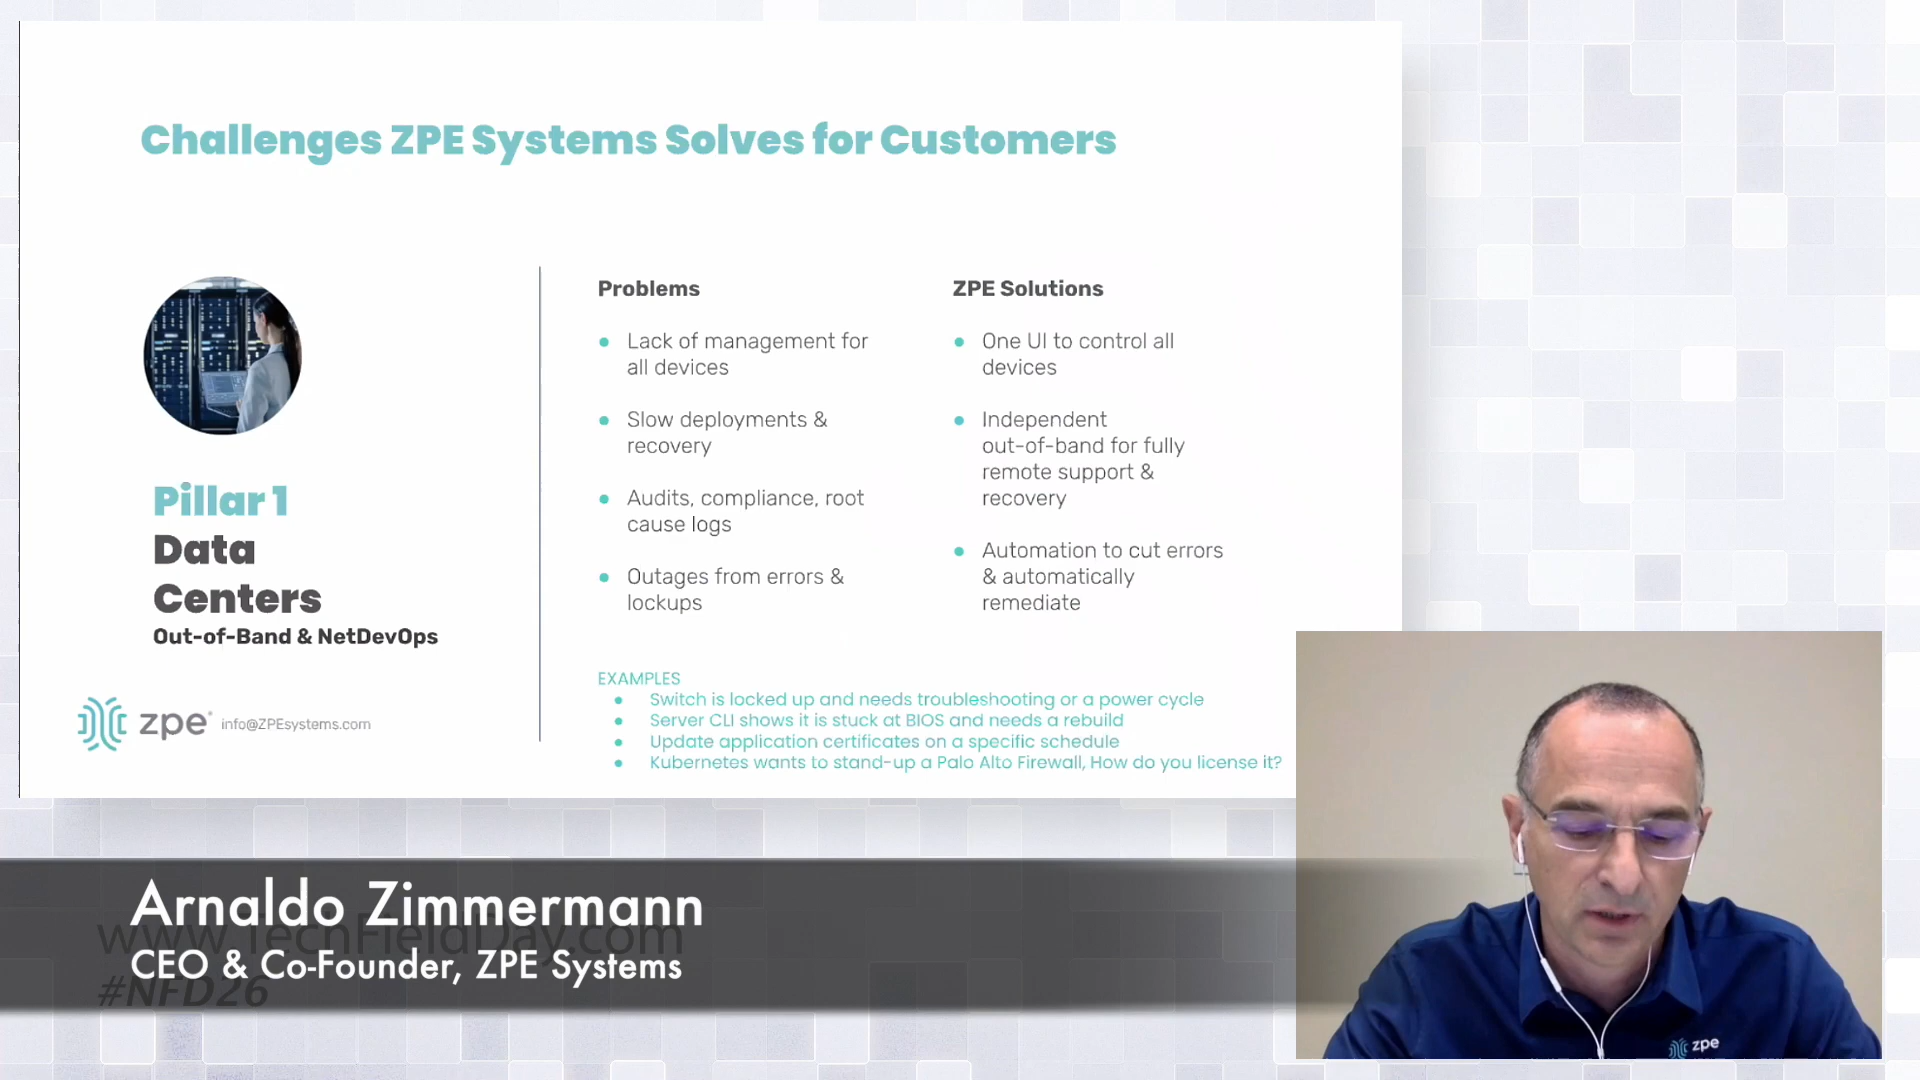 Challenges ZPE Systems Solves for Customers
Pillar 1
Data
Centers
Out-of-Band & NetDevOps
zpe® info@ZPEsystems.com
Problems
Lack of management for
all devices
Slow deployments &
recovery
Audits, compliance, root
cause logs
Outages from errors &
lockups
ZPE Solutions
One UI to control all
devices
Independent
out-of-band for fully
remote support &
recovery
Automation to cut errors
& automatically
remediate
EXAMPLES
Switch is locked up and needs troubleshooting or a power cycle
Server CLI shows it is stuck at BIOS and needs a rebuild
Update application certificates on a specific schedule
Kubernetes wants to stand-up a Palo Alto Firewall, How do you license it?
Arnaldo Zimmermann
www.TechFieldDay.com
CEO & Co-Founder, ZPE Systems
#NFD26
zpe